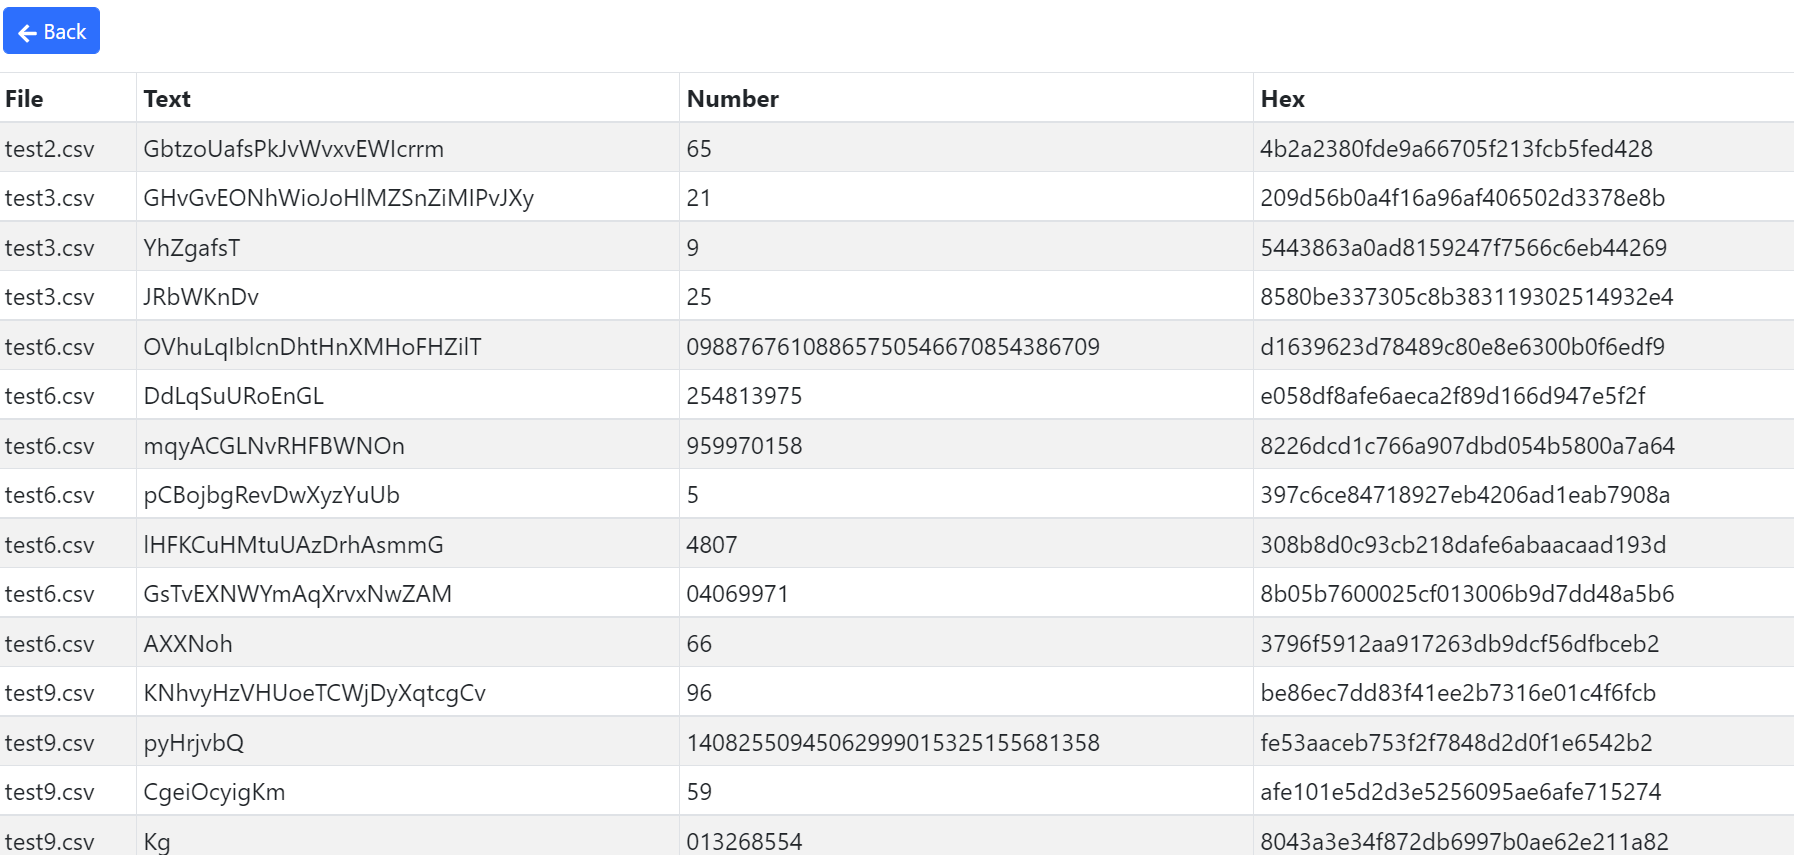 Back
File Text Number Hex
test2.csv GbtzoUafsPkJvWvxvEWIcrrm 65 4b2a2380fde9a66705f213fcb5fed428
test3.csv GHvGvEONhWioJoHlMZSnZiMIPvJXy 21 209d56b0a4f16a96af406502d3378e8b
test3.csv YhZgafsT 9 5443863a0ad8159247f7566c6eb44269
test3.csv JRbWKnDv 25 8580be337305c8b383119302514932e4
test6.csv OVhuLqIblcnDhtHnXMHoFHZilT 09887676108865750546670854386709 d1639623d78489c80e8e6300b0f6edf9
test6.csv DdLqSuURoEnGL 254813975 e058df8afe6aeca2f89d166d947e5f2f
test6.csv mqyACGLNvRHFBWNOn 959970158 8226dcd1c766a907dbd054b5800a7a64
test6.csv pCBojbgRevDwXyzYuUb 5 397c6ce84718927eb4206ad1eab7908a
test6.csv lHFKCuHMtuUAzDrhAsmmG 4807 308b8d0c93cb218dafe6abaacaad193d
test6.csv GsTvEXNWYmAqXrvxNwZAM 04069971 8b05b7600025cf013006b9d7dd48a5b6
test6.csv AXXNoh 66 3796f5912aa917263db9dcf56dfbceb2
test9.csv KNhvyHzVHUoeTCWjDyXqtcgCv 96 be86ec7dd83f41ee2b7316e01c4f6fcb
test9.csv pyHrjvbQ 14082550945062999015325155681358 fe53aaceb753f2f7848d2d0f1e6542b2
test9.csv CgeiOcyigKm 59 afe101e5d2d3e5256095ae6afe715274
test9.csv Kg 013268554 8043a3e34f872db6997b0ae62e211a82